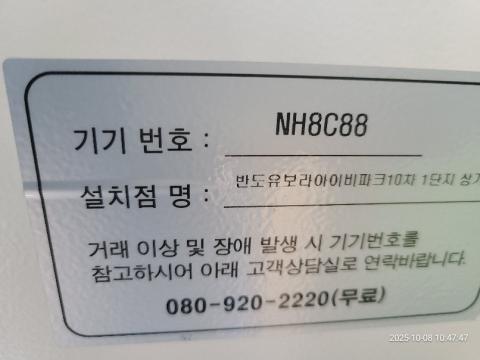 기기 번호 : NH8C88
설치점 명 : 반도유보라아이비파크10차 1단지 상가
거래 이상 및 장애 발생 시 기기번호를
참고하시어 아래 고객상담실로 연락바랍니다.
080-920-2220(무료)
2025-10-08 10:47:47